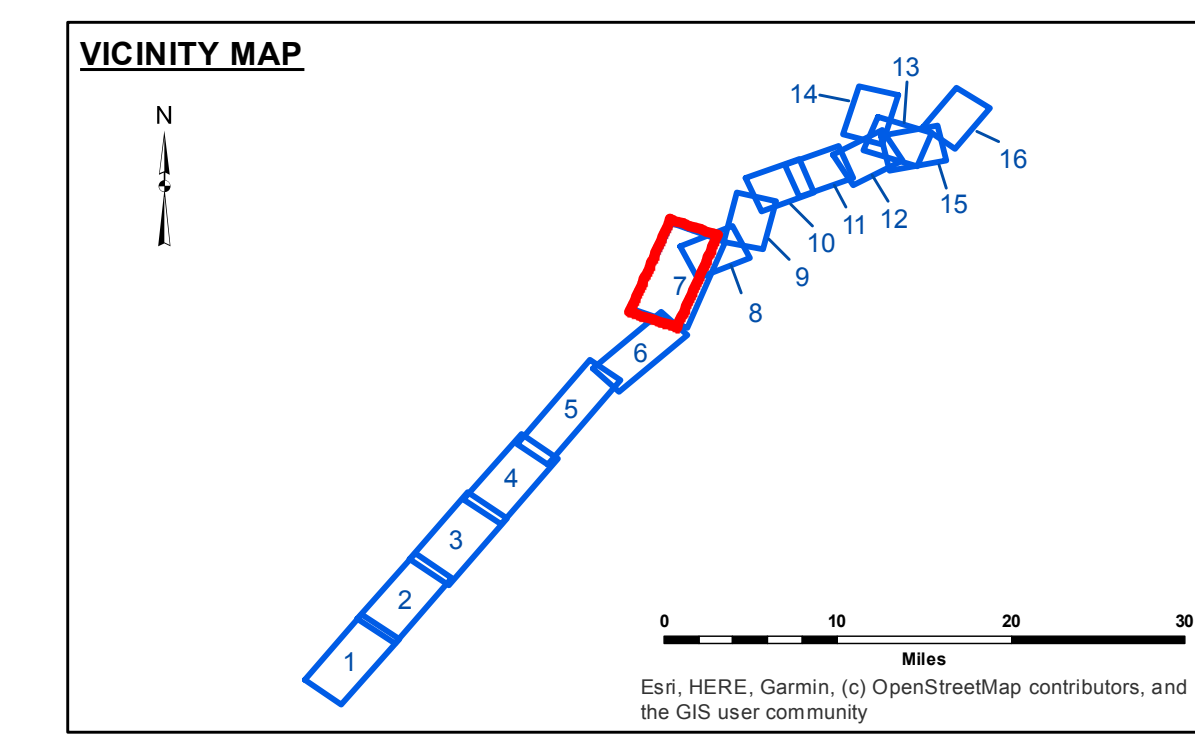 VICINITY MAP
N
13
14
16
15
12
11
10
9
8
7
6
5
4
3
2
1
0 10 20 30
Miles
Esri, HERE, Garmin, (c) OpenStreetMap contributors, and
the GIS user community